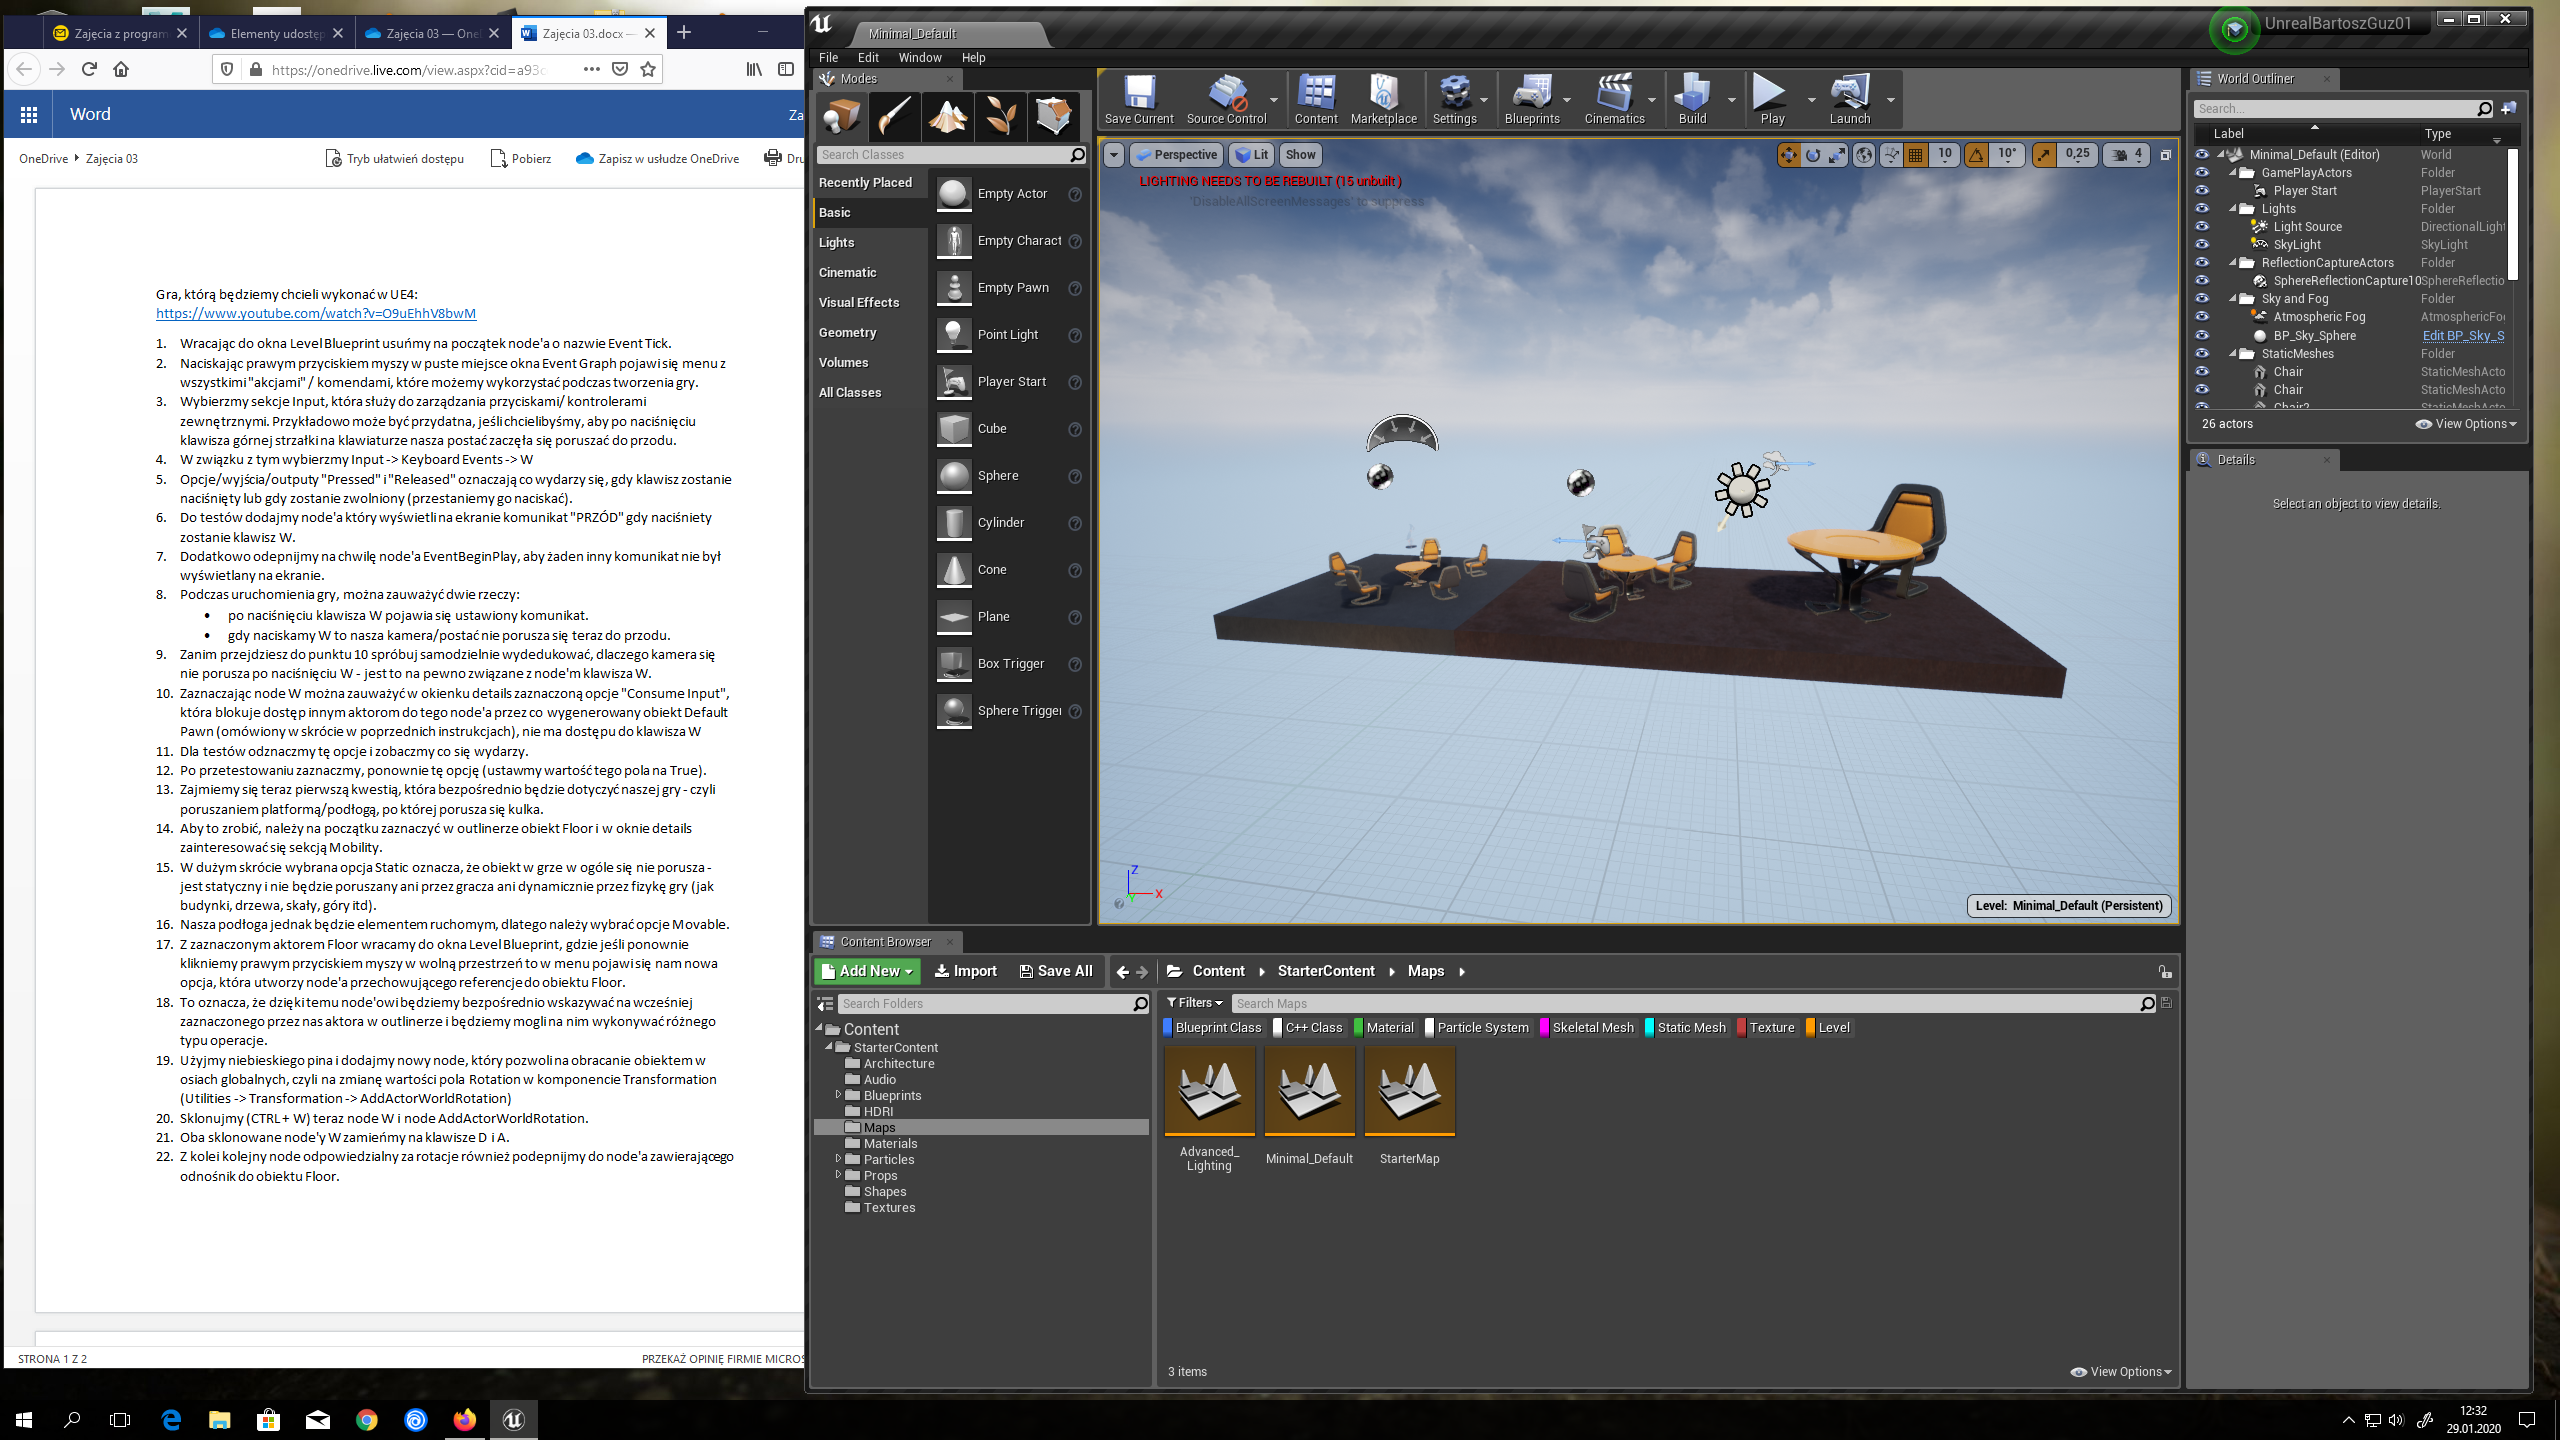 Zajęcia z program
Elementy udostęp
Zajęcia 03 — OneD
Zajęcia 03.docx —
https://onedrive.live.com/view.aspx?cid=a93c
Word
Za
OneDrive
Zajęcia 03
Tryb ułatwień dostępu
Pobierz
Zapisz w usłudze OneDrive
Dru
Gra, którą będziemy chcieli wykonać w UE4:
https://www.youtube.com/watch?v=O9uEhhV8bwM
1. Wracając do okna Level Blueprint usuńmy na początek node'a o nazwie Event Tick.
2. Naciskając prawym przyciskiem myszy w puste miejsce okna Event Graph pojawi się menu z
wszystkimi "akcjami" / komendami, które możemy wykorzystać podczas tworzenia gry.
3. Wybierzmy sekcje Input, która służy do zarządzania przyciskami/ kontrolerami
zewnętrznymi. Przykładowo może być przydatna, jeśli chcielibyśmy, aby po naciśnięciu
klawisza górnej strzałki na klawiaturze nasza postać zaczęła się poruszać do przodu.
4. W związku z tym wybierzmy Input -> Keyboard Events -> W
5. Opcje/wyjścia/outputy "Pressed" i "Released" oznaczają co wydarzy się, gdy klawisz zostanie
naciśnięty lub gdy zostanie zwolniony (przestaniemy go naciskać).
6. Do testów dodajmy node'a który wyświetli na ekranie komunikat "PRZÓD" gdy naciśniety
zostanie klawisz W.
7. Dodatkowo odepnijmy na chwilę node'a EventBeginPlay, aby żaden inny komunikat nie był
wyświetlany na ekranie.
8. Podczas uruchomienia gry, można zauważyć dwie rzeczy:
• po naciśnięciu klawisza W pojawia się ustawiony komunikat.
• gdy naciskamy W to nasza kamera/postać nie porusza się teraz do przodu.
9. Zanim przejdziesz do punktu 10 spróbuj samodzielnie wydedukować, dlaczego kamera się
nie porusza po naciśnięciu W - jest to na pewno związane z node'm klawisza W.
10. Zaznaczając node W można zauważyć w okienku details zaznaczoną opcje "Consume Input",
która blokuje dostęp innym aktorom do tego node'a przez co wygenerowany obiekt Default
Pawn (omówiony w skrócie w poprzednich instrukcjach), nie ma dostępu do klawisza W
11. Dla testów odznaczmy tę opcje i zobaczmy co się wydarzy.
12. Po przetestowaniu zaznaczmy, ponownie tę opcję (ustawmy wartość tego pola na True).
13. Zajmiemy się teraz pierwszą kwestią, która bezpośrednio będzie dotyczyć naszej gry - czyli
poruszaniem platformą/podłogą, po której porusza się kulka.
14. Aby to zrobić, należy na początku zaznaczyć w outlinerze obiekt Floor i w oknie details
zainteresować się sekcją Mobility.
15. W dużym skrócie wybrana opcja Static oznacza, że obiekt w grze w ogóle się nie porusza -
jest statyczny i nie będzie poruszany ani przez gracza ani dynamicznie przez fizykę gry (jak
budynki, drzewa, skały, góry itd).
16. Nasza podłoga jednak będzie elementem ruchomym, dlatego należy wybrać opcje Movable.
17. Z zaznaczonym aktorem Floor wracamy do okna Level Blueprint, gdzie jeśli ponownie
klikniemy prawym przyciskiem myszy w wolną przestrzeń to w menu pojawi się nam nowa
opcja, która utworzy node'a przechowującego referencje do obiektu Floor.
18. To oznacza, że dzięki temu node'owi będziemy bezpośrednio wskazywać na wcześniej
zaznaczonego przez nas aktora w outlinerze i będziemy mogli na nim wykonywać różnego
typu operacje.
19. Użyjmy niebieskiego pina i dodajmy nowy node, który pozwoli na obracanie obiektem w
osiach globalnych, czyli na zmianę wartości pola Rotation w komponencie Transformation
(Utilities -> Transformation -> AddActorWorldRotation)
20. Sklonujmy (CTRL + W) teraz node W i node AddActorWorldRotation.
21. Oba sklonowane node'y W zamieńmy na klawisze D i A.
22. Z kolei kolejny node odpowiedzialny za rotacje również podepnijmy do node'a zawierającego
odnośnik do obiektu Floor.
STRONA 1 Z 2
PRZEKAŻ OPINIĘ FIRMIE MICROS
Minimal_Default
UnrealBartoszGuz01
File Edit Window Help
Modes
Search Classes
Recently Placed
Basic
Lights
Cinematic
Visual Effects
Geometry
Volumes
All Classes
Empty Actor
Empty Charact
Empty Pawn
Point Light
Player Start
Cube
Sphere
Cylinder
Cone
Plane
Box Trigger
Sphere Trigger
Save Current
Source Control
Content
Marketplace
Settings
Blueprints
Cinematics
Build
Play
Launch
Perspective
Lit
Show
10
10°
0,25
4
LIGHTING NEEDS TO BE REBUILT (15 unbuilt )
'DisableAllScreenMessages' to suppress
Z
X
Y
Level: Minimal_Default (Persistent)
World Outliner
Search...
Label Type
Minimal_Default (Editor) World
GamePlayActors Folder
Player Start PlayerStart
Lights Folder
Light Source DirectionalLight
SkyLight SkyLight
ReflectionCaptureActors Folder
SphereReflectionCapture10 SphereReflectio
Sky and Fog Folder
Atmospheric Fog AtmosphericFog
BP_Sky_Sphere Edit BP_Sky_S
StaticMeshes Folder
Chair StaticMeshActo
Chair StaticMeshActo
Chair2 StaticMeshActo
26 actors
View Options
Details
Select an object to view details.
Content Browser
Add New
Import
Save All
Content
StarterContent
Maps
Search Folders
Filters
Search Maps
Content
StarterContent
Architecture
Audio
Blueprints
HDRI
Maps
Materials
Particles
Props
Shapes
Textures
Blueprint Class
C++ Class
Material
Particle System
Skeletal Mesh
Static Mesh
Texture
Level
Advanced_
Lighting
Minimal_Default
StarterMap
3 items
View Options
12:32
29.01.2020